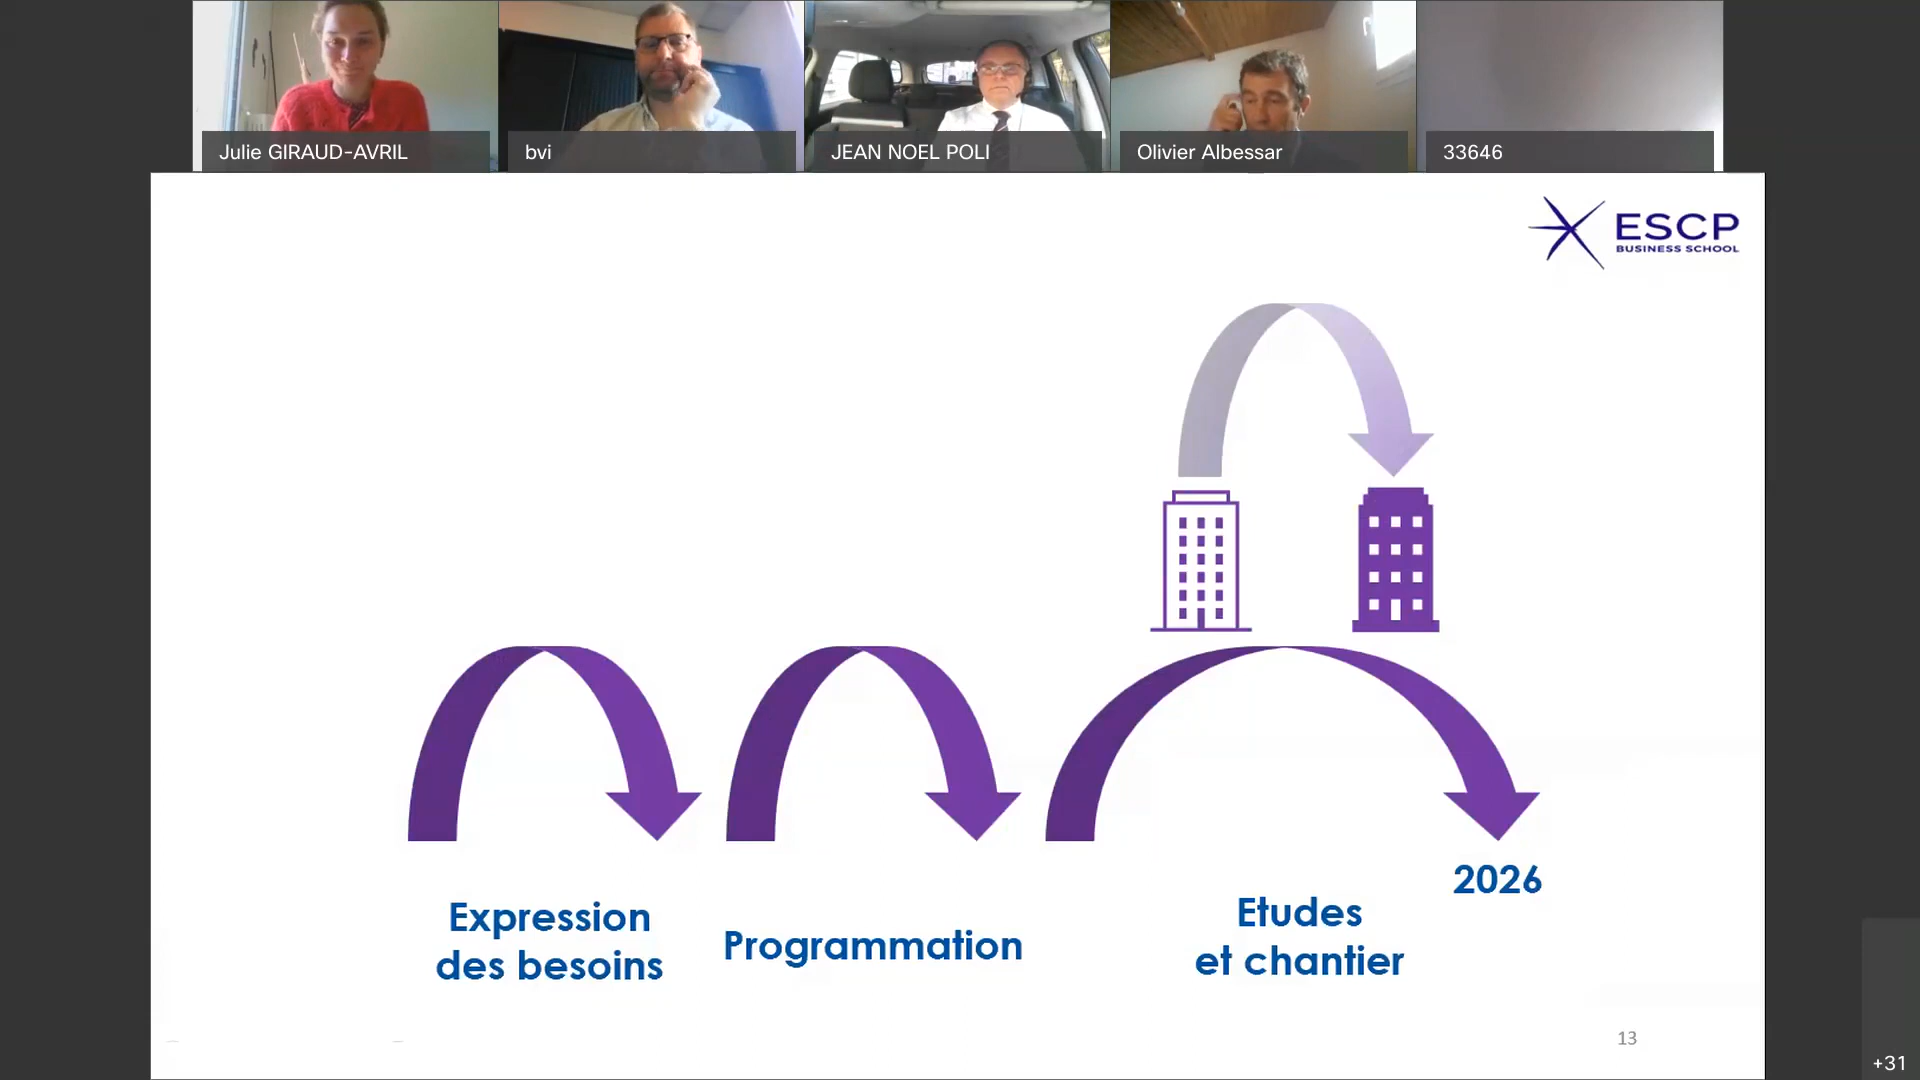 Julie GIRAUD-AVRIL
bvi
JEAN NOEL POLI
Olivier Albessar
33646
ESCP
BUSINESS SCHOOL
2026
Expression
des besoins
Programmation
Etudes
et chantier
13
+31